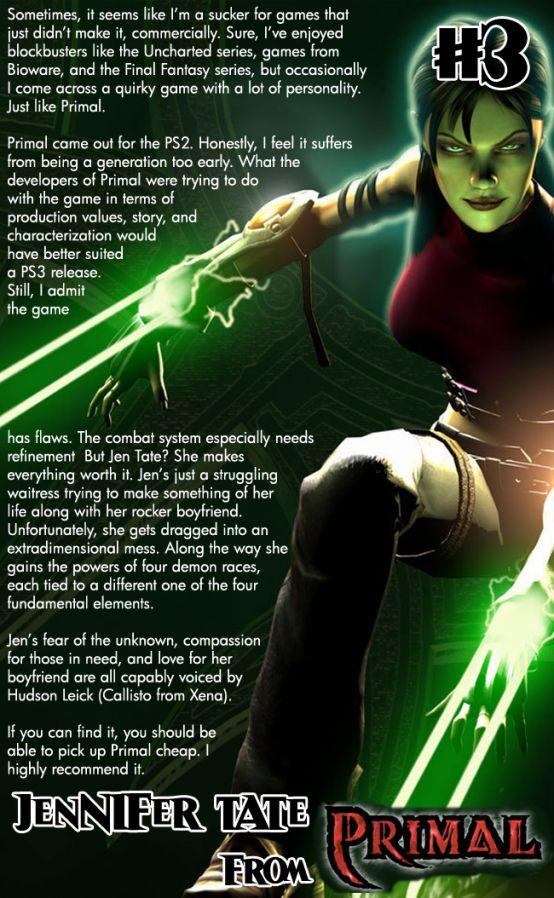 #3
Sometimes, it seems like I'm a sucker for games that
just didn't make it, commercially. Sure, I've enjoyed
blockbusters like the Uncharted series, games from
Bioware, and the Final Fantasy series, but occasionally
I come across a quirky game with a lot of personality.
Just like Primal.
Primal came out for the PS2. Honestly, I feel it suffers
from being a generation too early. What the
developers of Primal were trying to do
with the game in terms of
production values, story, and
characterization would
have better suited
a PS3 release.
Still, I admit
the game
has flaws. The combat system especially needs
refinement  But Jen Tate? She makes
everything worth it. Jen's just a struggling
waitress trying to make something of her
life along with her rocker boyfriend.
Unfortunately, she gets dragged into an
extradimensional mess. Along the way she
gains the powers of four demon races,
each tied to a different one of the four
fundamental elements.
Jen's fear of the unknown, compassion
for those in need, and love for her
boyfriend are all capably voiced by
Hudson Leick (Callisto from Xena).
If you can find it, you should be
able to pick up Primal cheap. I
highly recommend it.
JENNIFER TATE
FROM
PRIMAL